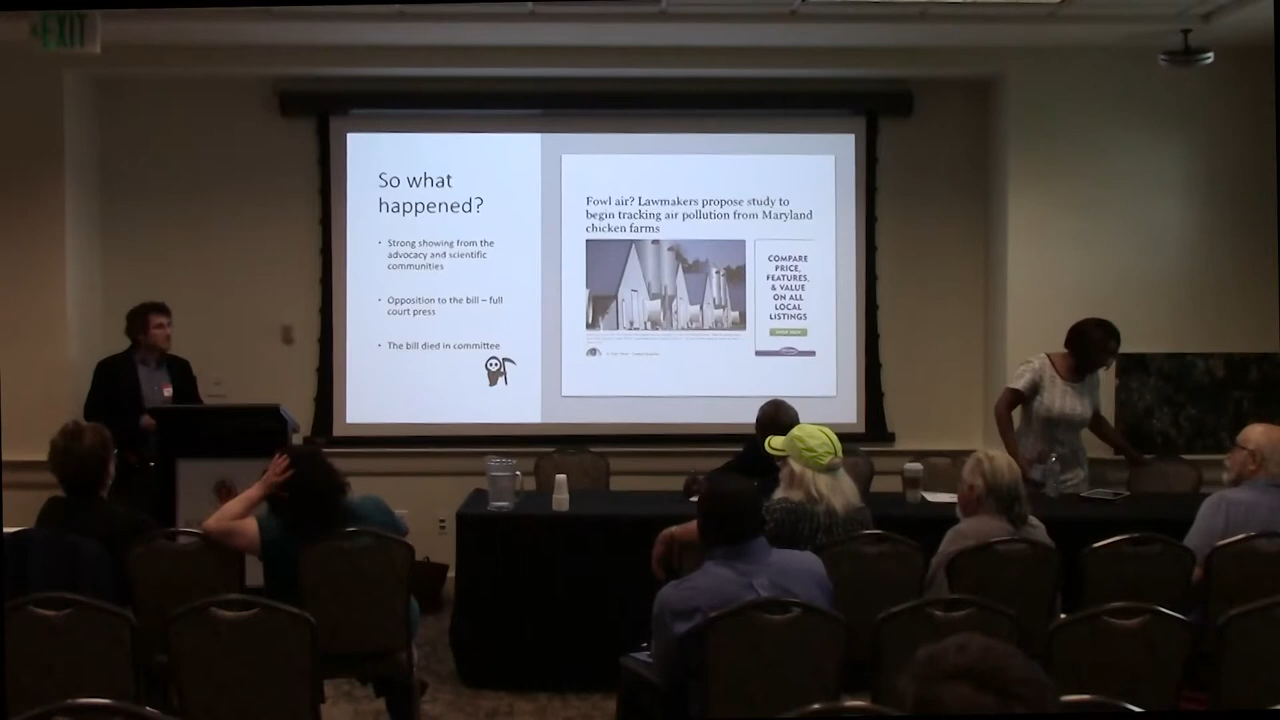 EXIT
So what
happened?
• Strong showing from the
advocacy and scientific
communities
• Opposition to the bill – full
court press
• The bill died in committee
Fowl air? Lawmakers propose study to
begin tracking air pollution from Maryland
chicken farms
COMPARE
PRICE,
FEATURES,
& VALUE
ON ALL
LOCAL
LISTINGS